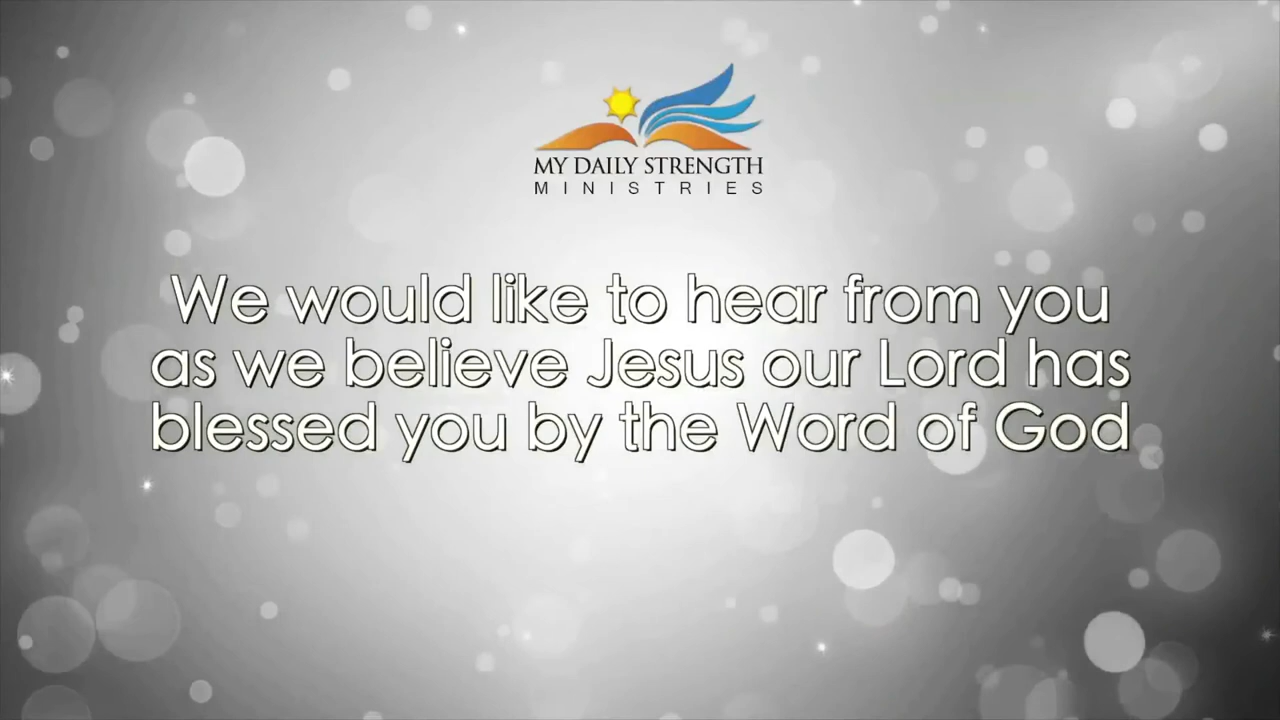 MY DAILY STRENGTH
MINISTRIES
We would like to hear from you
as we believe Jesus our Lord has
blessed you by the Word of God